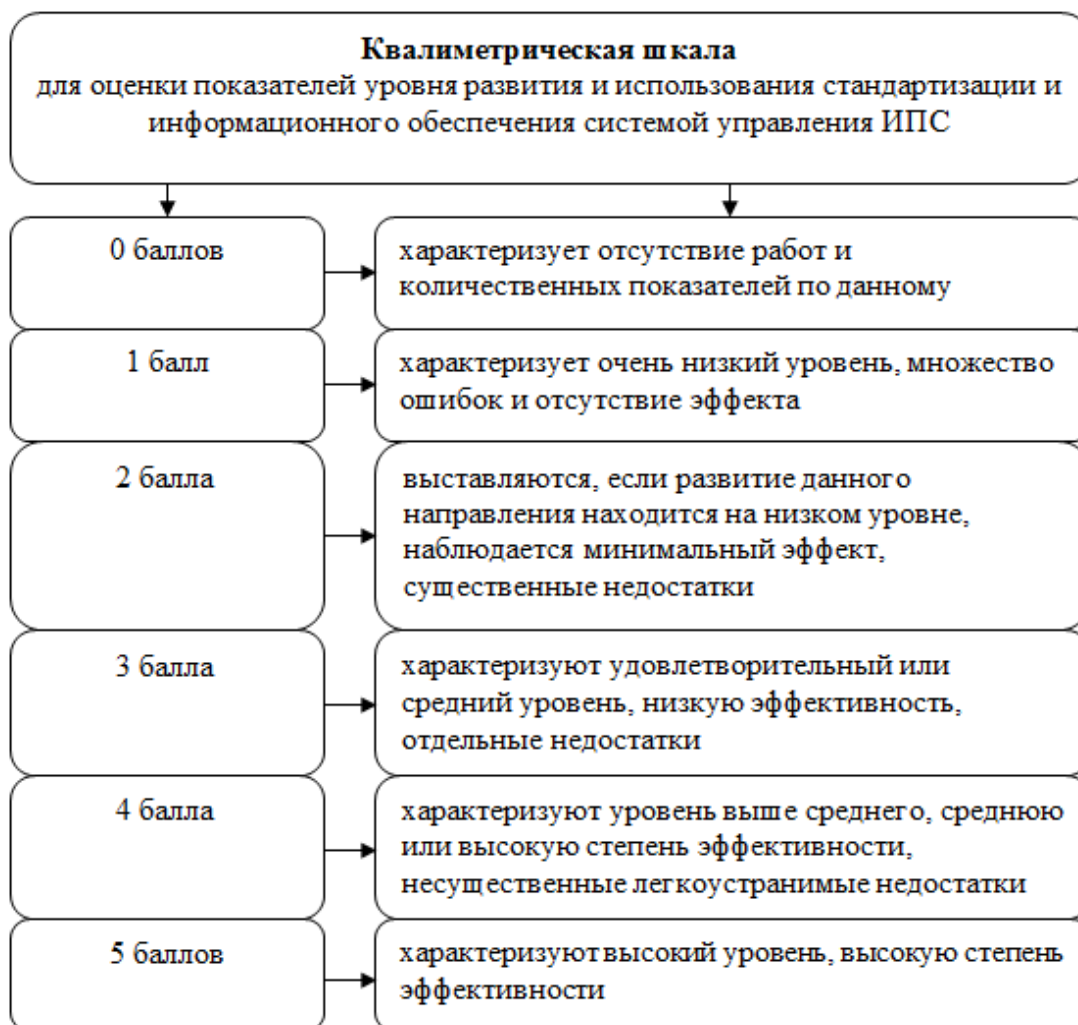 Квалиметрическая шкала
для оценки показателей уровня развития и использования стандартизации и
информационного обеспечения системой управления ИПС
0 баллов
характеризует отсутствие работ и
количественных показателей по данному
1 балл
характеризует очень низкий уровень, множество
ошибок и отсутствие эффекта
2 балла
выставляются, если развитие данного
направления находится на низком уровне,
наблюдается минимальный эффект,
существенные недостатки
3 балла
характеризуют удовлетворительный или
средний уровень, низкую эффективность,
отдельные недостатки
4 балла
характеризуют уровень выше среднего, среднюю
или высокую степень эффективности,
несущественные легкоустранимые недостатки
5 баллов
характеризуют высокий уровень, высокую степень
эффективности